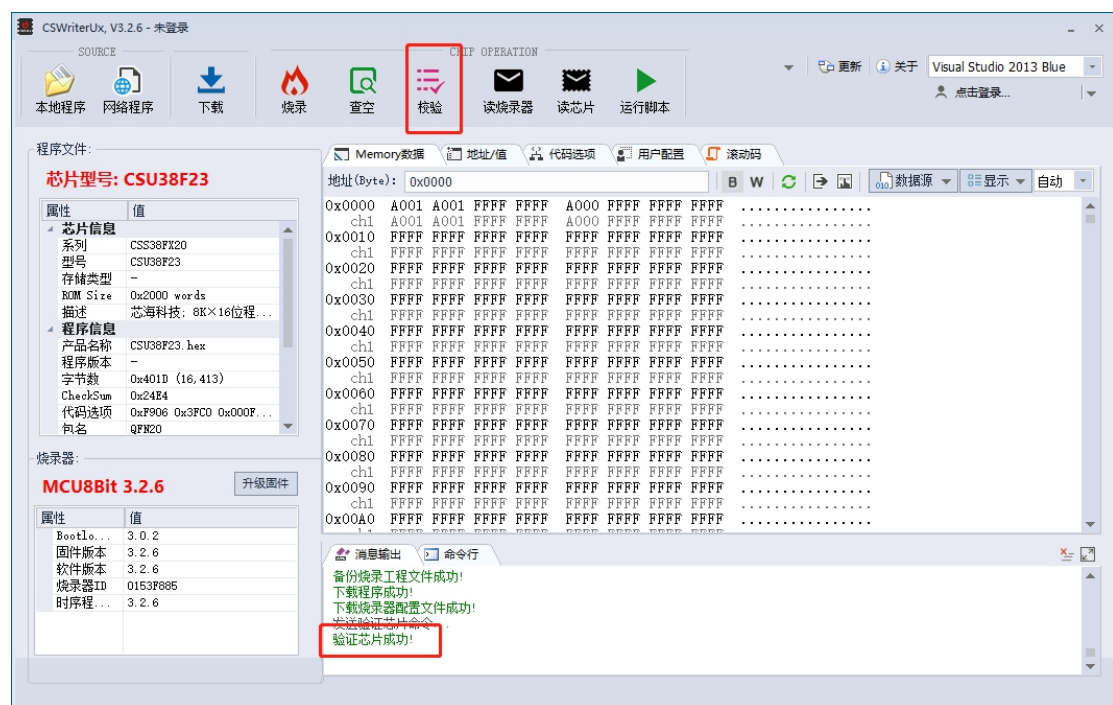 CSWriterUx, V3.2.6 - 未登录
SOURCE
CHIP OPERATION
本地程序 网络程序 下载 烧录 查空 校验 读烧录器 读芯片 运行脚本
更新 关于 Visual Studio 2013 Blue
点击登录...
程序文件:
芯片型号: CSU38F23
属性 值
芯片信息
系列 CSS38FX20
型号 CSU38F23
存储类型 -
ROM Size 0x2000 words
描述 芯海科技: 8K×16位程...
程序信息
产品名称 CSU38F23.hex
程序版本 -
字节数 0x401D (16,413)
CheckSum 0x24E4
代码选项 0xF906 0x3FC0 0x000F...
包名 QFN20
烧录器:
MCU8Bit 3.2.6 升级固件
属性 值
Bootlo... 3.0.2
固件版本 3.2.6
软件版本 3.2.6
烧录器ID 0153F885
时序程... 3.2.6
Memory数据 地址/值 代码选项 用户配置 滚动码
地址(Byte): 0x0000 B W 数据源 显示 自动
0x0000 A001 A001 FFFF FFFF A000 FFFF FFFF FFFF ................
ch1 A001 A001 FFFF FFFF A000 FFFF FFFF FFFF
0x0010 FFFF FFFF FFFF FFFF FFFF FFFF FFFF FFFF ................
ch1 FFFF FFFF FFFF FFFF FFFF FFFF FFFF FFFF
0x0020 FFFF FFFF FFFF FFFF FFFF FFFF FFFF FFFF ................
ch1 FFFF FFFF FFFF FFFF FFFF FFFF FFFF FFFF
0x0030 FFFF FFFF FFFF FFFF FFFF FFFF FFFF FFFF ................
ch1 FFFF FFFF FFFF FFFF FFFF FFFF FFFF FFFF
0x0040 FFFF FFFF FFFF FFFF FFFF FFFF FFFF FFFF ................
ch1 FFFF FFFF FFFF FFFF FFFF FFFF FFFF FFFF
0x0050 FFFF FFFF FFFF FFFF FFFF FFFF FFFF FFFF ................
ch1 FFFF FFFF FFFF FFFF FFFF FFFF FFFF FFFF
0x0060 FFFF FFFF FFFF FFFF FFFF FFFF FFFF FFFF ................
ch1 FFFF FFFF FFFF FFFF FFFF FFFF FFFF FFFF
0x0070 FFFF FFFF FFFF FFFF FFFF FFFF FFFF FFFF ................
ch1 FFFF FFFF FFFF FFFF FFFF FFFF FFFF FFFF
0x0080 FFFF FFFF FFFF FFFF FFFF FFFF FFFF FFFF ................
ch1 FFFF FFFF FFFF FFFF FFFF FFFF FFFF FFFF
0x0090 FFFF FFFF FFFF FFFF FFFF FFFF FFFF FFFF ................
ch1 FFFF FFFF FFFF FFFF FFFF FFFF FFFF FFFF
0x00A0 FFFF FFFF FFFF FFFF FFFF FFFF FFFF FFFF ................
消息输出 命令行
备份烧录工程文件成功!
下载程序成功!
下载烧录器配置文件成功!
发送验证芯片命令...
验证芯片成功!